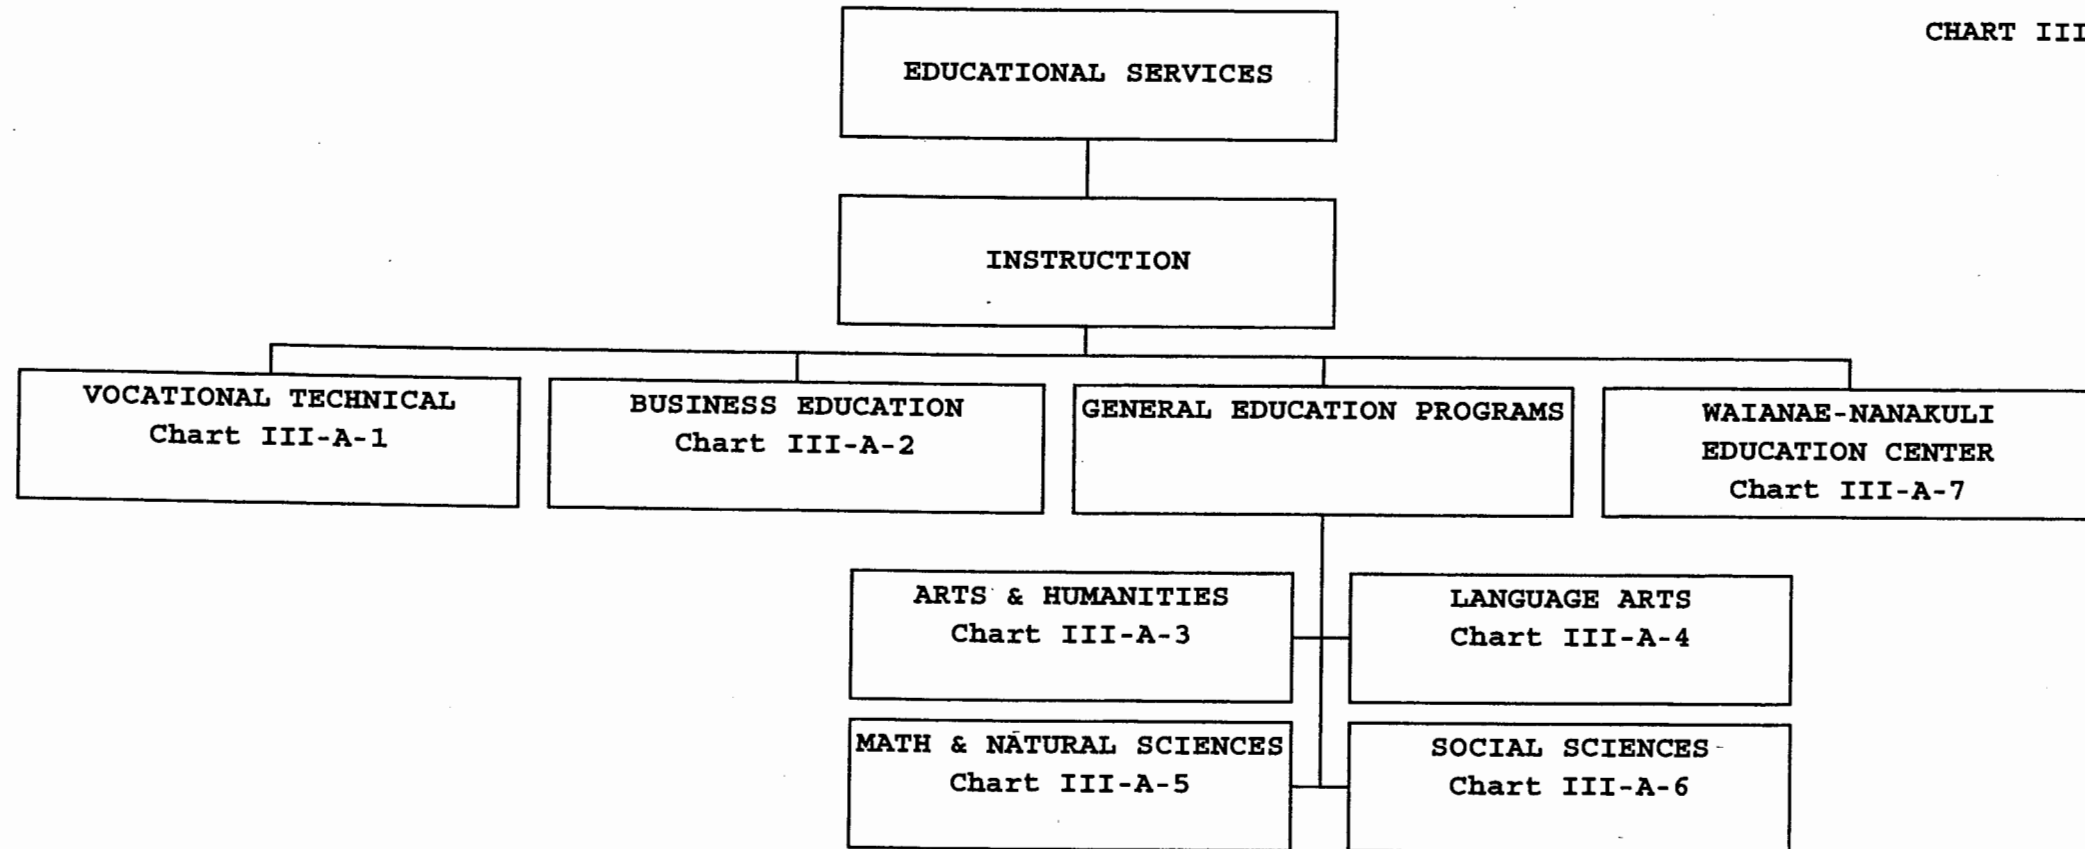 CHART III
EDUCATIONAL SERVICES
INSTRUCTION
VOCATIONAL TECHNICAL
Chart III-A-1
BUSINESS EDUCATION
Chart III-A-2
GENERAL EDUCATION PROGRAMS
WAIANAE-NANAKULI
EDUCATION CENTER
Chart III-A-7
ARTS & HUMANITIES
Chart III-A-3
LANGUAGE ARTS
Chart III-A-4
MATH & NATURAL SCIENCES
Chart III-A-5
SOCIAL SCIENCES
Chart III-A-6